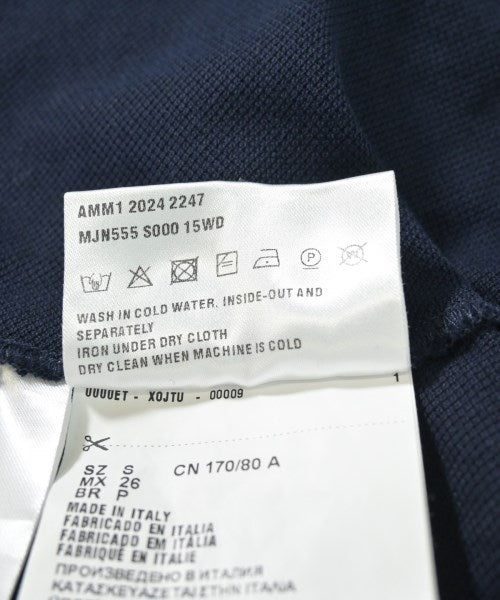 AMM1 2024 2247
MJN555 S000 15WD
P
WASH IN COLD WATER, INSIDE-OUT AND
SEPARATELY
IRON UNDER DRY CLOTH
DRY CLEAN WHEN MACHINE IS COLD
UUUUET - XOJTU - 00009
1
SZ S CN 170/80 A
MX 26
BR P
MADE IN ITALY
FABRICADO EN ITALIA
FABRICADO EM ITÁLIA
FABRIQUÉ EN ITALIE
ПРОИЗВЕДЕНО В ИТАЛИЯ
ΚΑΤΑΣΚΕΥΑΖΕΤΑΙ ΣΤΗΝ ΙΤΑΛΙΑ